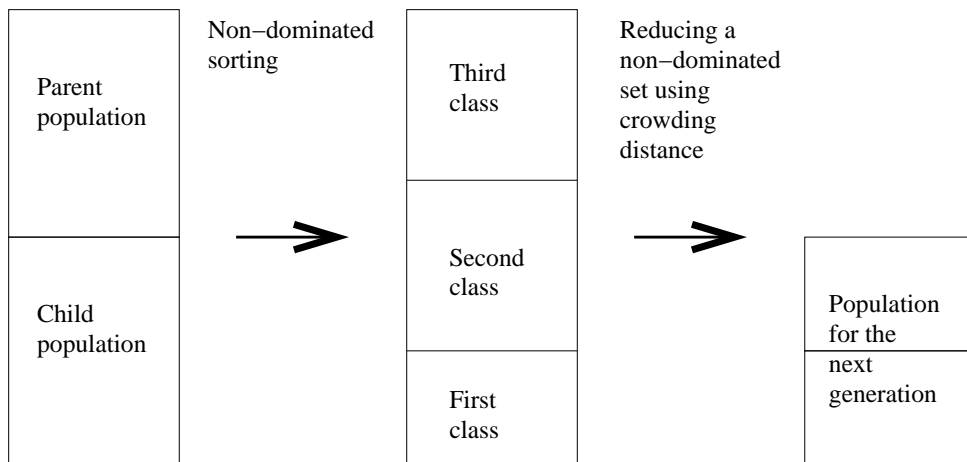 Parent
population
Child
population
Non−dominated
sorting
Third
class
Second
class
First
class
Reducing a
non−dominated
set using
crowding
distance
Population
for the
next
generation